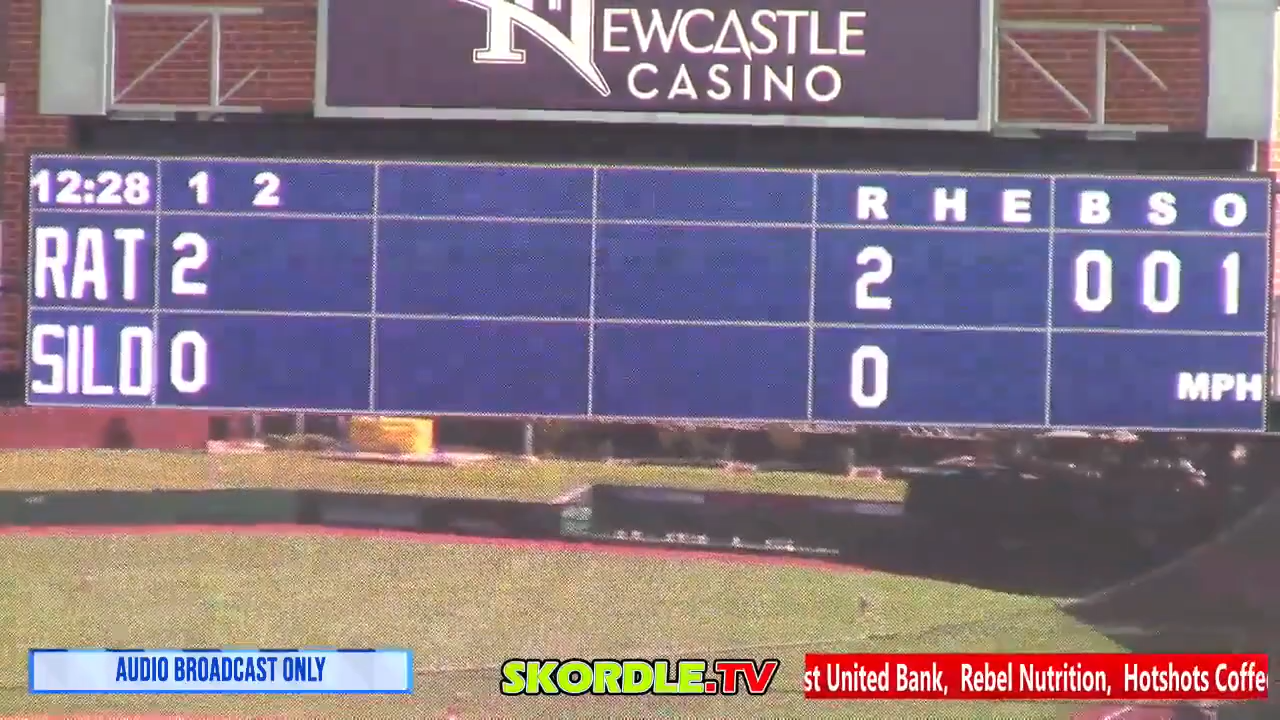 NEWCASTLE
CASINO
12:28 1 2 R H E B S O
RAT 2 2 0 0 1
SILO 0 0 MPH
AUDIO BROADCAST ONLY
SKORDLE.TV
st United Bank, Rebel Nutrition, Hotshots Coffe